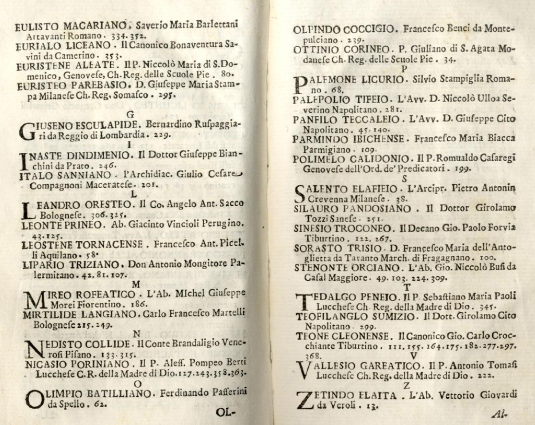 EULISTO MACARIANO, Saverio Maria Barlettani
Attavanti Romano. 334. 352.
EURIALO LICEANO. Il Canonico Bonaventura Sa-
vini da Camerino. 353.
EURISTENE ALEATE. Il P. Niccolò Maria di S. Do-
menico, Genovese, Ch. Reg. delle Scuole Pie. 80.
EURISTEO PAREBASIO. D. Giuseppe Maria Stam-
pa Milanese Ch. Reg. Somasco. 295.
G
GIUSENO ESCULAPIDE. Bernardino Ruspaggia-
ri da Reggio di Lombardia. 229.
I
INASTE DINDIMENIO. Il Dottor Giuseppe Bian-
chini da Prato. 246.
ITALO SANNIANO. l'Archidiac. Giulio Cesare
Compagnoni Maceratese. 201.
L
LEANDRO ORESTEO. Il Co. Angelo Ant. Sacco
Bolognese. 306. 325.
LEONTE PRINEO. Ab. Giacinto Vincioli Perugino.
43. 125.
LEOSTENE TORNACENSE. Francesco Ant. Picel-
li Aquilano. 58.
LIPARIO TRIZIANO. Don Antonio Mongitore Pa-
lermitano. 42. 81. 107.
M
MIREO ROFEATICO. L'Ab. MIchel Giuseppe
Morei Fiorentino. 186.
MIRTILIDE LANGIANO. Carlo Francesco Martelli
Bolognese 215. 249.
N
NEDISTO COLLIDE. Il Conte Brandaligio Vene-
rosi Pisano. 133. 315.
NICASIO PORINIANO. Il P. Aless. Pompeo Berti
Lucchese C. R. della Madre di Dio. 127. 243. 358. 363.
O
OLIMPIO BATILLIANO. Ferdinando Passerini
da Spello. 62.
OL-
OLPINDO COCCIGIO. Francesco Benci da Monte-
pulciano. 239.
OTTINIO CORINEO. P. Giuliano di S. Agata Mo-
danese Ch. Reg. delle Scuole Pie. 34.
P
PALEMONE LICURIO. Silvio Stampiglia Roma-
no. 68.
PALEPOLIO TIFEIO. L'Avv. D. Niccolò Ulloa Se-
verino Napolitano. 281.
PANFILO TECCALEIO. L'Avv. D. Giuseppe Cito
Napolitano. 45. 140.
PARMINDO IBICHENSE. Francesco Maria Biacca
Parmigiano. 109.
POLIMELO CALIDONIO. Il P. Romualdo Casaregi
Genovese dell'Ord. de' Predicatori. 199.
S
SALENTO ELAFIEIO. L'Arcipr. Pietro Antonin
Crevenna Milanese. 38.
SILAURO PANDOSIANO. Il Dottor Girolamo
Tozzi Sanese. 251.
SINESIO TROCONEO. Il Decano Gio. Paolo Forvia
Tiburtino. 122. 267.
SORASTO TRISIO. D. Francesco Maria dell'Anto-
glietta da Taranto March. di Fragagnano. 100.
STENONTE ORCIANO. L'Ab. Gio. Niccolò Busi da
Casal Maggiore. 49. 103. 224. 309.
T
TEDALGO PENEIO. Il P. Sebastiano Maria Paoli
Lucchese Ch. Reg. della Madre di Dio. 345.
TEOFILANGLO SUMIZIO. Il Dott. Girolamo Cito
Napolitano. 299.
TEONE CLEONENSE. Il Canonico Gio. Carlo Croc-
chiante Tiburtino. 111. 155. 164. 175. 182. 277. 297.
368.
V
VALLESIO GAREATICO. Il P. Antonio Tomasi
Lucchese Ch. Reg. della Madre di Dio. 222.
Z
ZETINDO ELAITA. L'Ab. Vettorio Giovardi
da Veroli. 13.
Al-